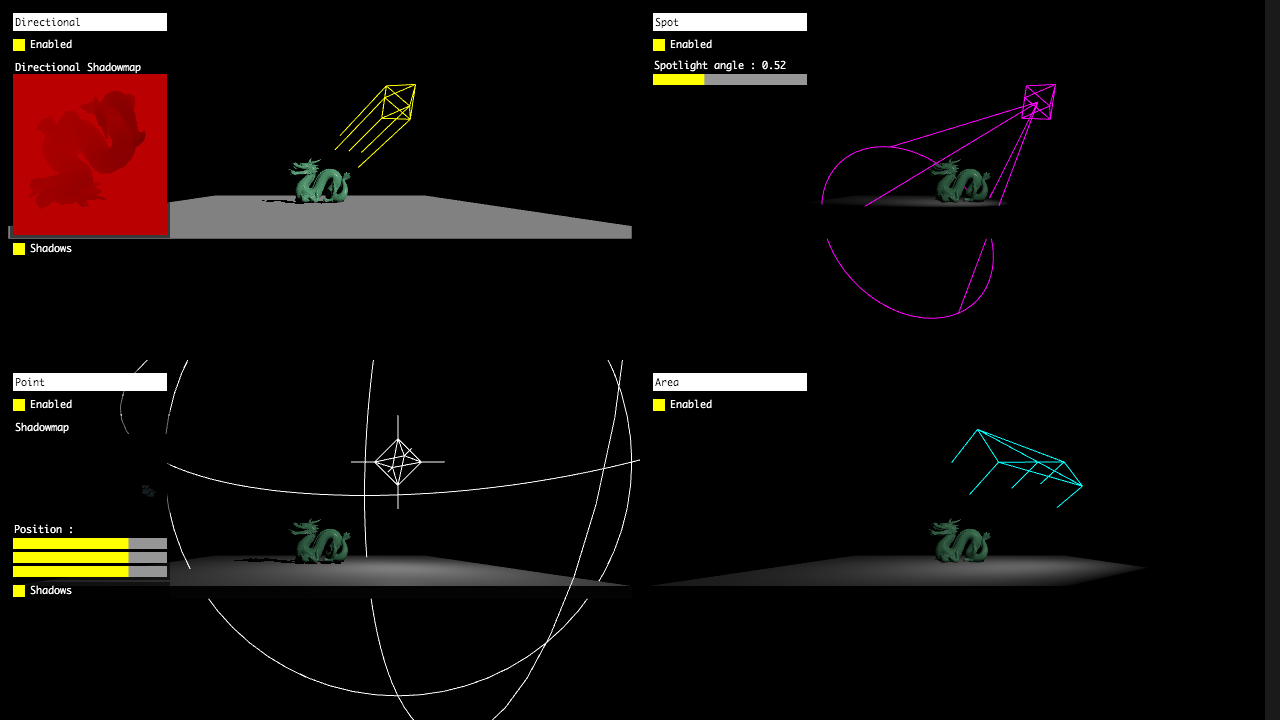 Directional
Enabled
Directional Shadowmap
Shadows
Spot
Enabled
Spotlight angle : 0.52
Point
Enabled
Shadowmap
Position :
Shadows
Area
Enabled